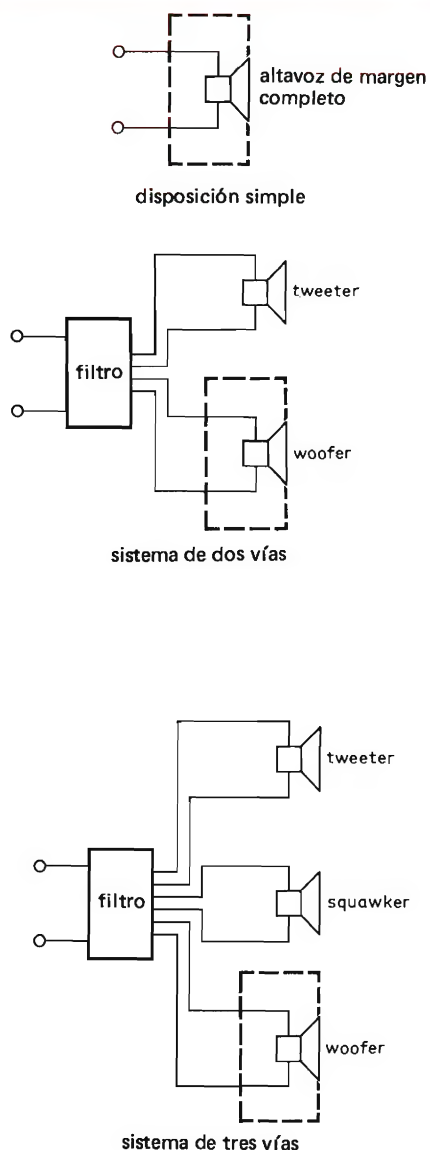 altavoz de margen
completo
disposición simple
tweeter
filtro
woofer
sistema de dos vías
tweeter
filtro
squawker
woofer
sistema de tres vías